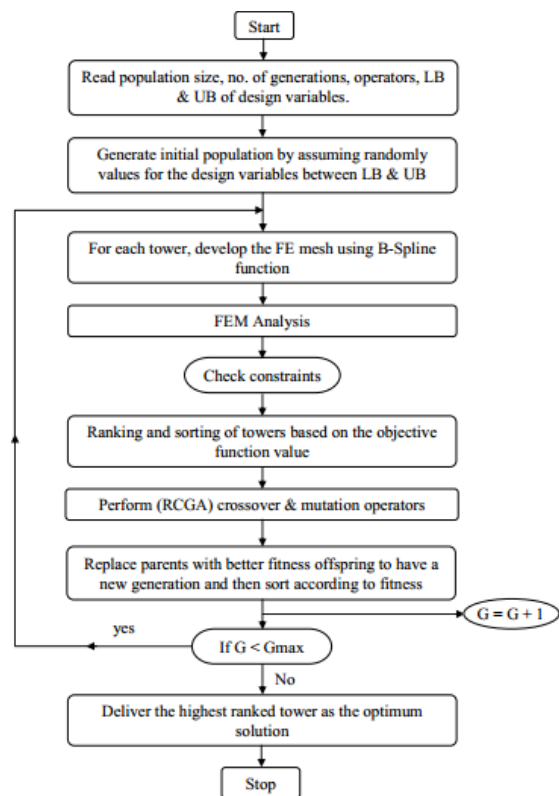 Start
Read population size, no. of generations, operators, LB
& UB of design variables.
Generate initial population by assuming randomly
values for the design variables between LB & UB
For each tower, develop the FE mesh using B-Spline
function
FEM Analysis
Check constraints
Ranking and sorting of towers based on the objective
function value
Perform (RCGA) crossover & mutation operators
Replace parents with better fitness offspring to have a
new generation and then sort according to fitness
G = G + 1
yes
If G < Gmax
No
Deliver the highest ranked tower as the optimum
solution
Stop